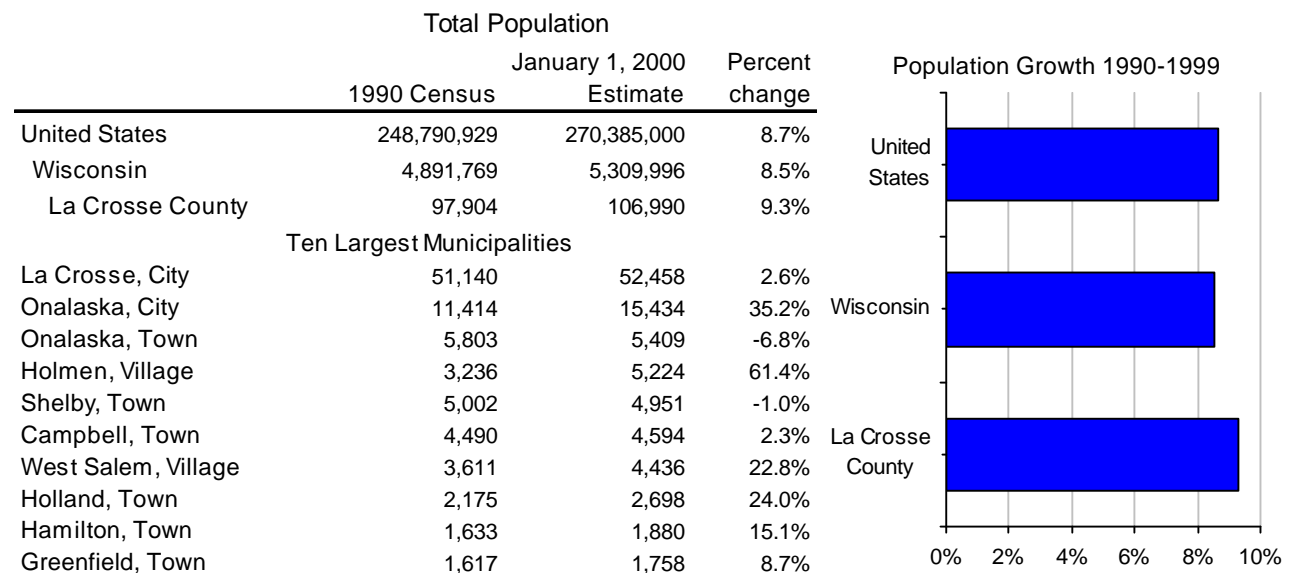 Total Population
January 1, 2000 Percent
1990 Census Estimate change
United States 248,790,929 270,385,000 8.7%
Wisconsin 4,891,769 5,309,996 8.5%
La Crosse County 97,904 106,990 9.3%
Ten Largest Municipalities
La Crosse, City 51,140 52,458 2.6%
Onalaska, City 11,414 15,434 35.2%
Onalaska, Town 5,803 5,409 -6.8%
Holmen, Village 3,236 5,224 61.4%
Shelby, Town 5,002 4,951 -1.0%
Campbell, Town 4,490 4,594 2.3%
West Salem, Village 3,611 4,436 22.8%
Holland, Town 2,175 2,698 24.0%
Hamilton, Town 1,633 1,880 15.1%
Greenfield, Town 1,617 1,758 8.7%
Population Growth 1990-1999
United
States
Wisconsin
La Crosse
County
0% 2% 4% 6% 8% 10%